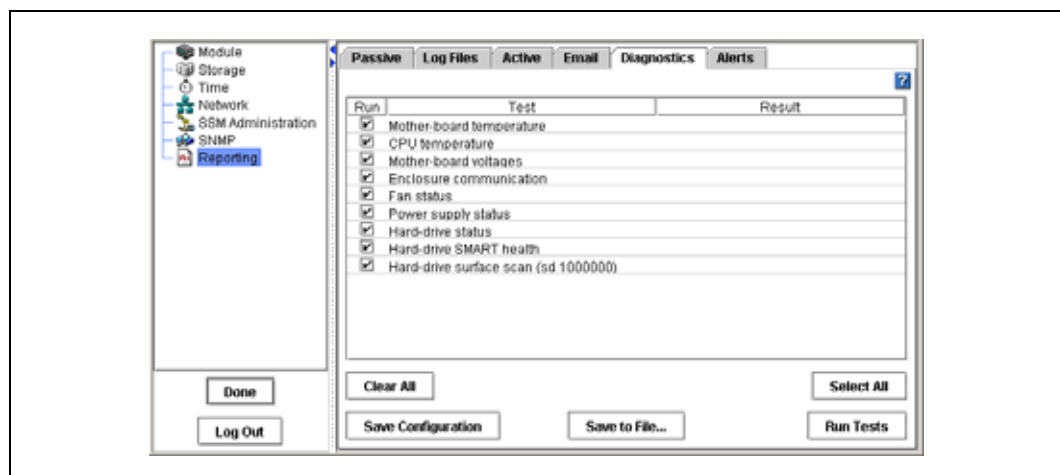 Module
Storage
Time
Network
SSM Administration
SNMP
Reporting
Done
Log Out
Passive Log Files Active Email Diagnostics Alerts
?
Run Test Result
Mother-board temperature
CPU temperature
Mother-board voltages
Enclosure communication
Fan status
Power supply status
Hard-drive status
Hard-drive SMART health
Hard-drive surface scan (sd 1000000)
Clear All Select All
Save Configuration Save to File... Run Tests